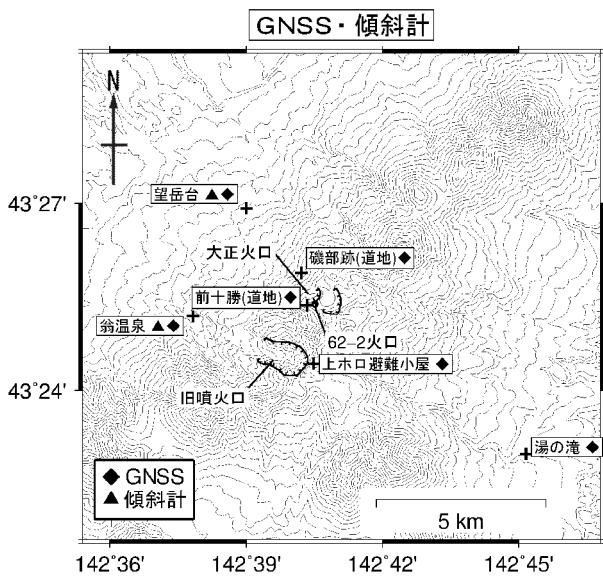 GNSS・傾斜計
N
望岳台 ▲◆
43°27'
大正火口
磯部跡(道地)◆
前十勝(道地)◆
翁温泉 ▲◆
62-2火口
上ホロ避難小屋 ◆
43°24'
旧噴火口
湯の滝 ◆
◆ GNSS
▲ 傾斜計
5 km
142°36'
142°39'
142°42'
142°45'